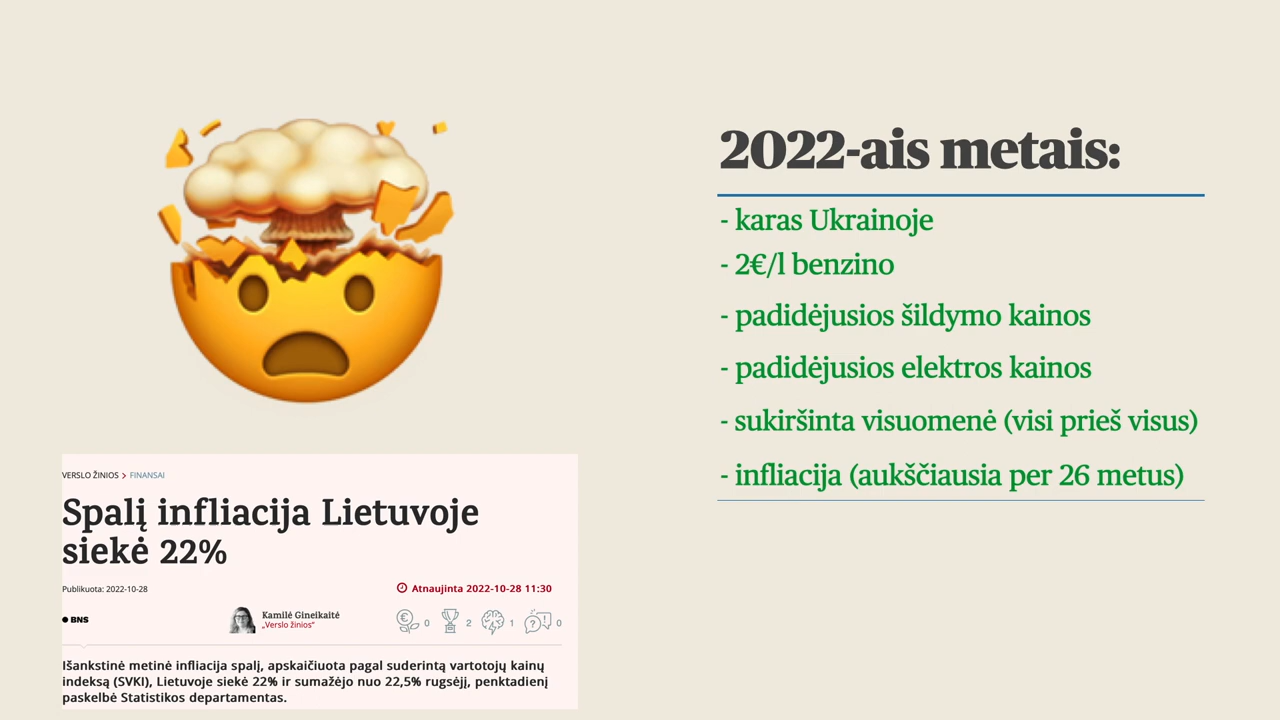 2022-ais metais:
- karas Ukrainoje
- 2€/l benzino
- padidėjusios šildymo kainos
- padidėjusios elektros kainos
- sukiršinta visuomenė (visi prieš visus)
- infliacija (aukščiausia per 26 metus)
VERSLO ŽINIOS > FINANSAI
Spalį infliacija Lietuvoje
siekė 22%
Publikuota: 2022-10-28
Atnaujinta 2022-10-28 11:30
BNS
Kamilė Gineikaitė
„Verslo žinios“
0 2 1 0
Išankstinė metinė infliacija spalį, apskaičiuota pagal suderintą vartotojų kainų
indeksą (SVKI), Lietuvoje siekė 22% ir sumažėjo nuo 22,5% rugsėjį, penktadienį
paskelbė Statistikos departamentas.